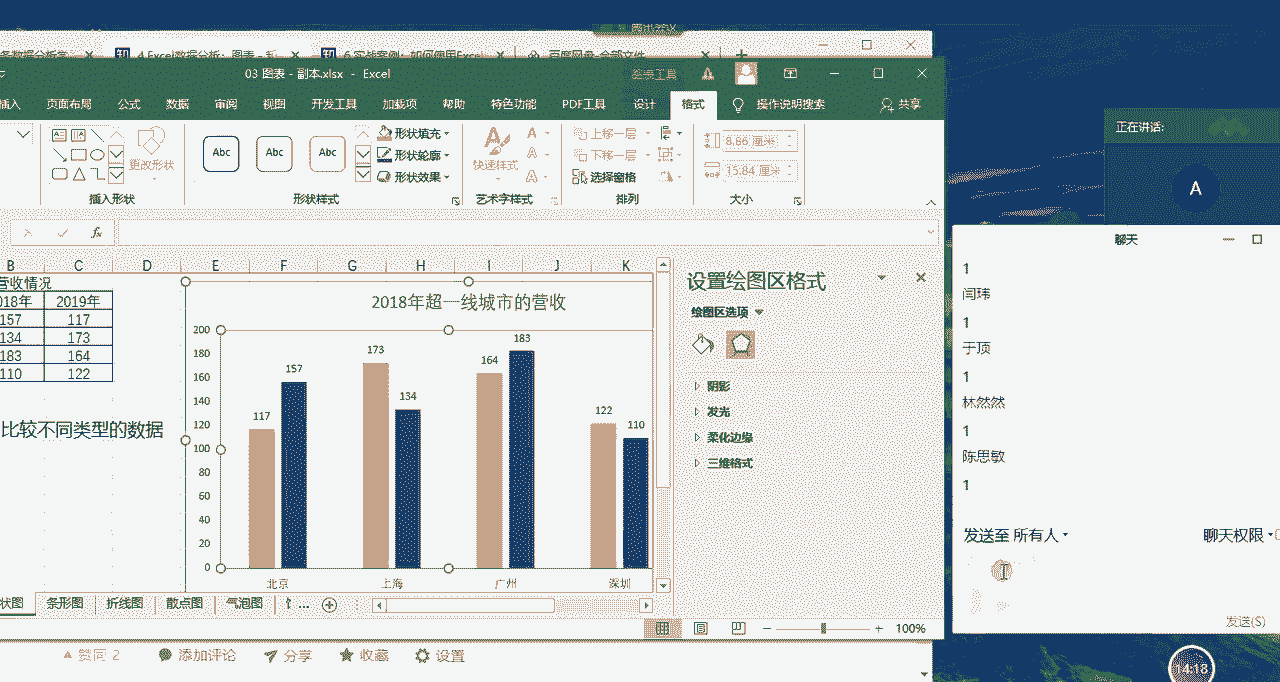 腾讯会议
4.Excel数据分析：图表 -
6.实战案例：如何使用Excel
百度网盘-全部文件
03 图表 - 副本.xlsx - Excel
图表工具
插入 页面布局 公式 数据 审阅 视图 开发工具 加载项 帮助 特色功能 PDF工具 设计 格式 操作说明搜索 共享
更改形状
Abc Abc Abc
形状填充
形状轮廓
形状效果
快速样式
上移一层
下移一层
选择窗格
8.86 厘米
15.84 厘米
插入形状 形状样式 艺术字样式 排列 大小
fx
B C D E F G H I J K
营收情况
018年 2019年
157 117
134 173
183 164
110 122
比较不同类型的数据
2018年超一线城市的营收
200
180
160
140
120
100
80
60
40
20
0
117 157 173 134 164 183 122 110
北京 上海 广州 深圳
设置绘图区格式
绘图区选项
阴影
发光
柔化边缘
三维格式
状图 条形图 折线图 散点图 气泡图 ...
100%
赞同 2 添加评论 分享 收藏 设置
正在讲话:
A
聊天
1
闫玮
1
于顶
1
林然然
1
陈思敏
1
发送至 所有人
聊天权限
发送(S)
14:18